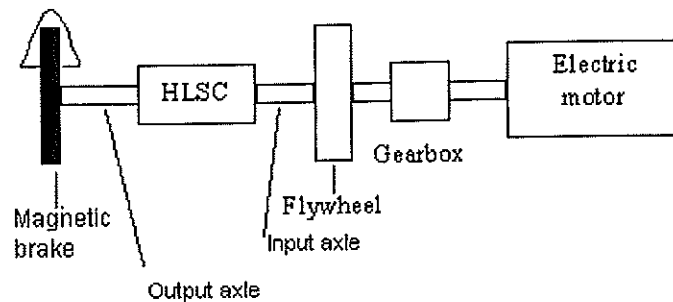 HLSC
Electric
motor
Gearbox
Flywheel
Magnetic
brake
Input axle
Output axle